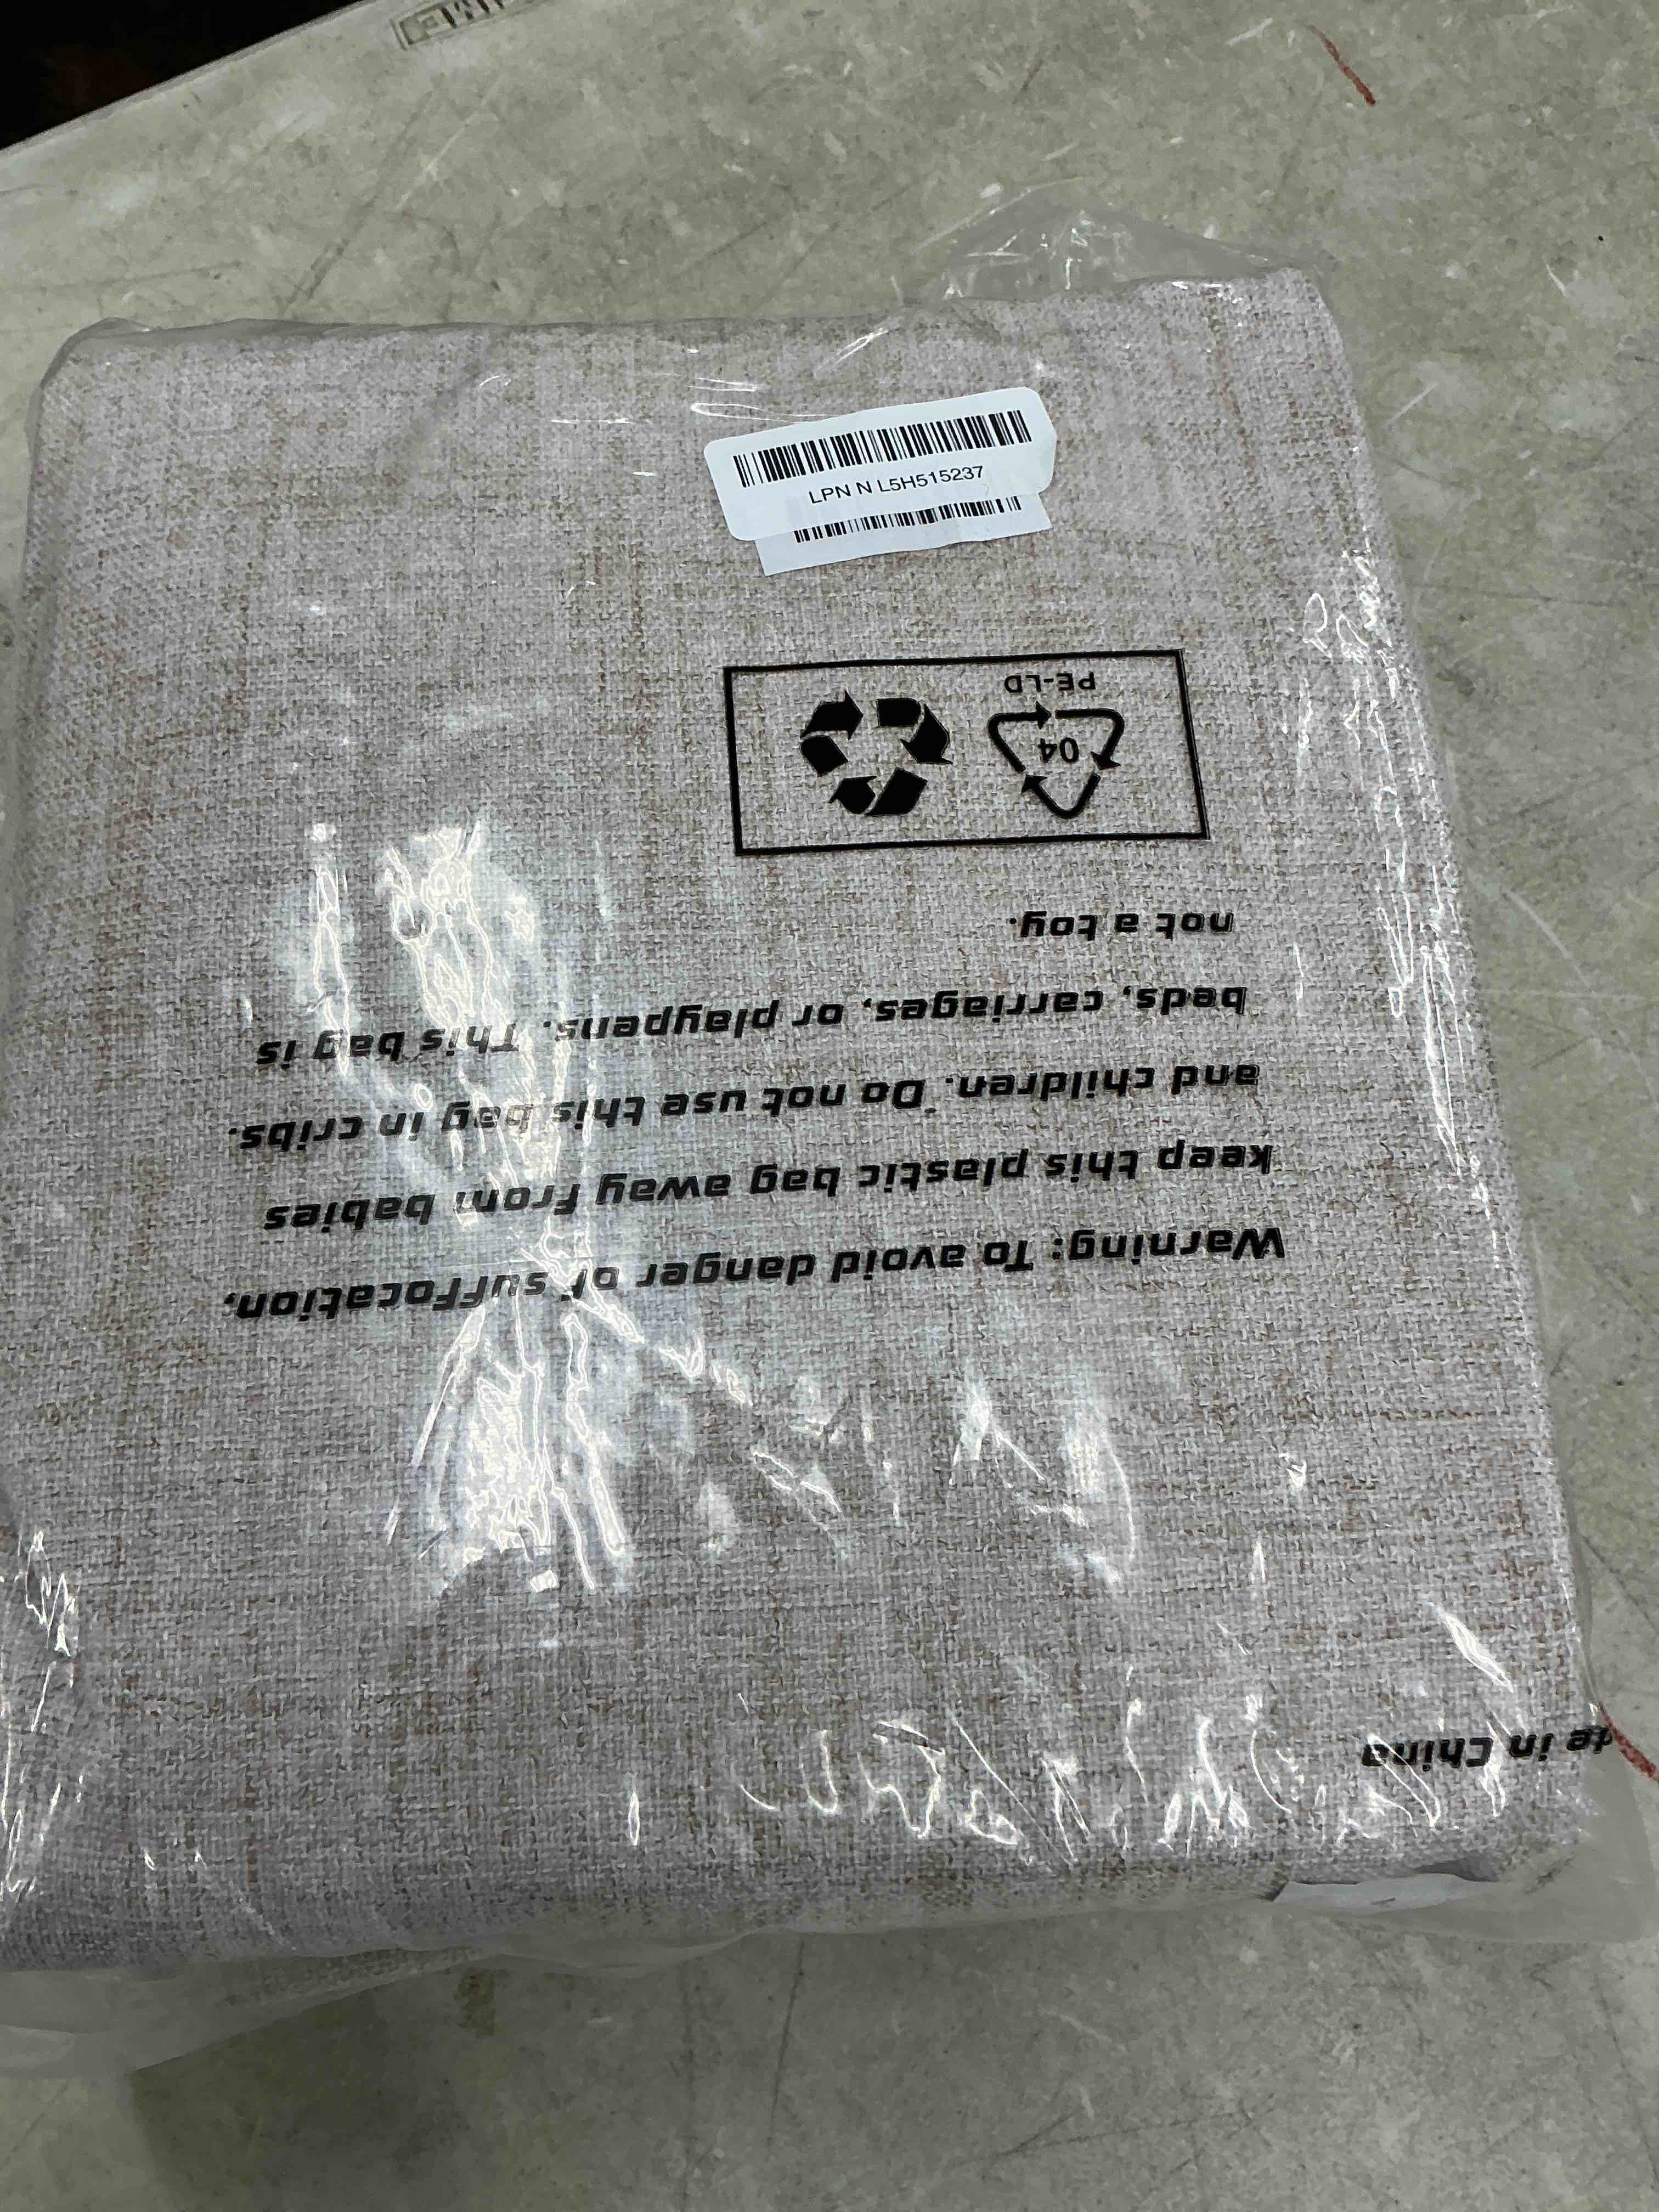 LPN N L5H515237
Warning: To avoid danger of suffocation,
keep this plastic bag away from babies
and children. Do not use this bag in cribs.
beds, carriages, or playpens. This bag is
not a toy.
04
PE-LD
in China